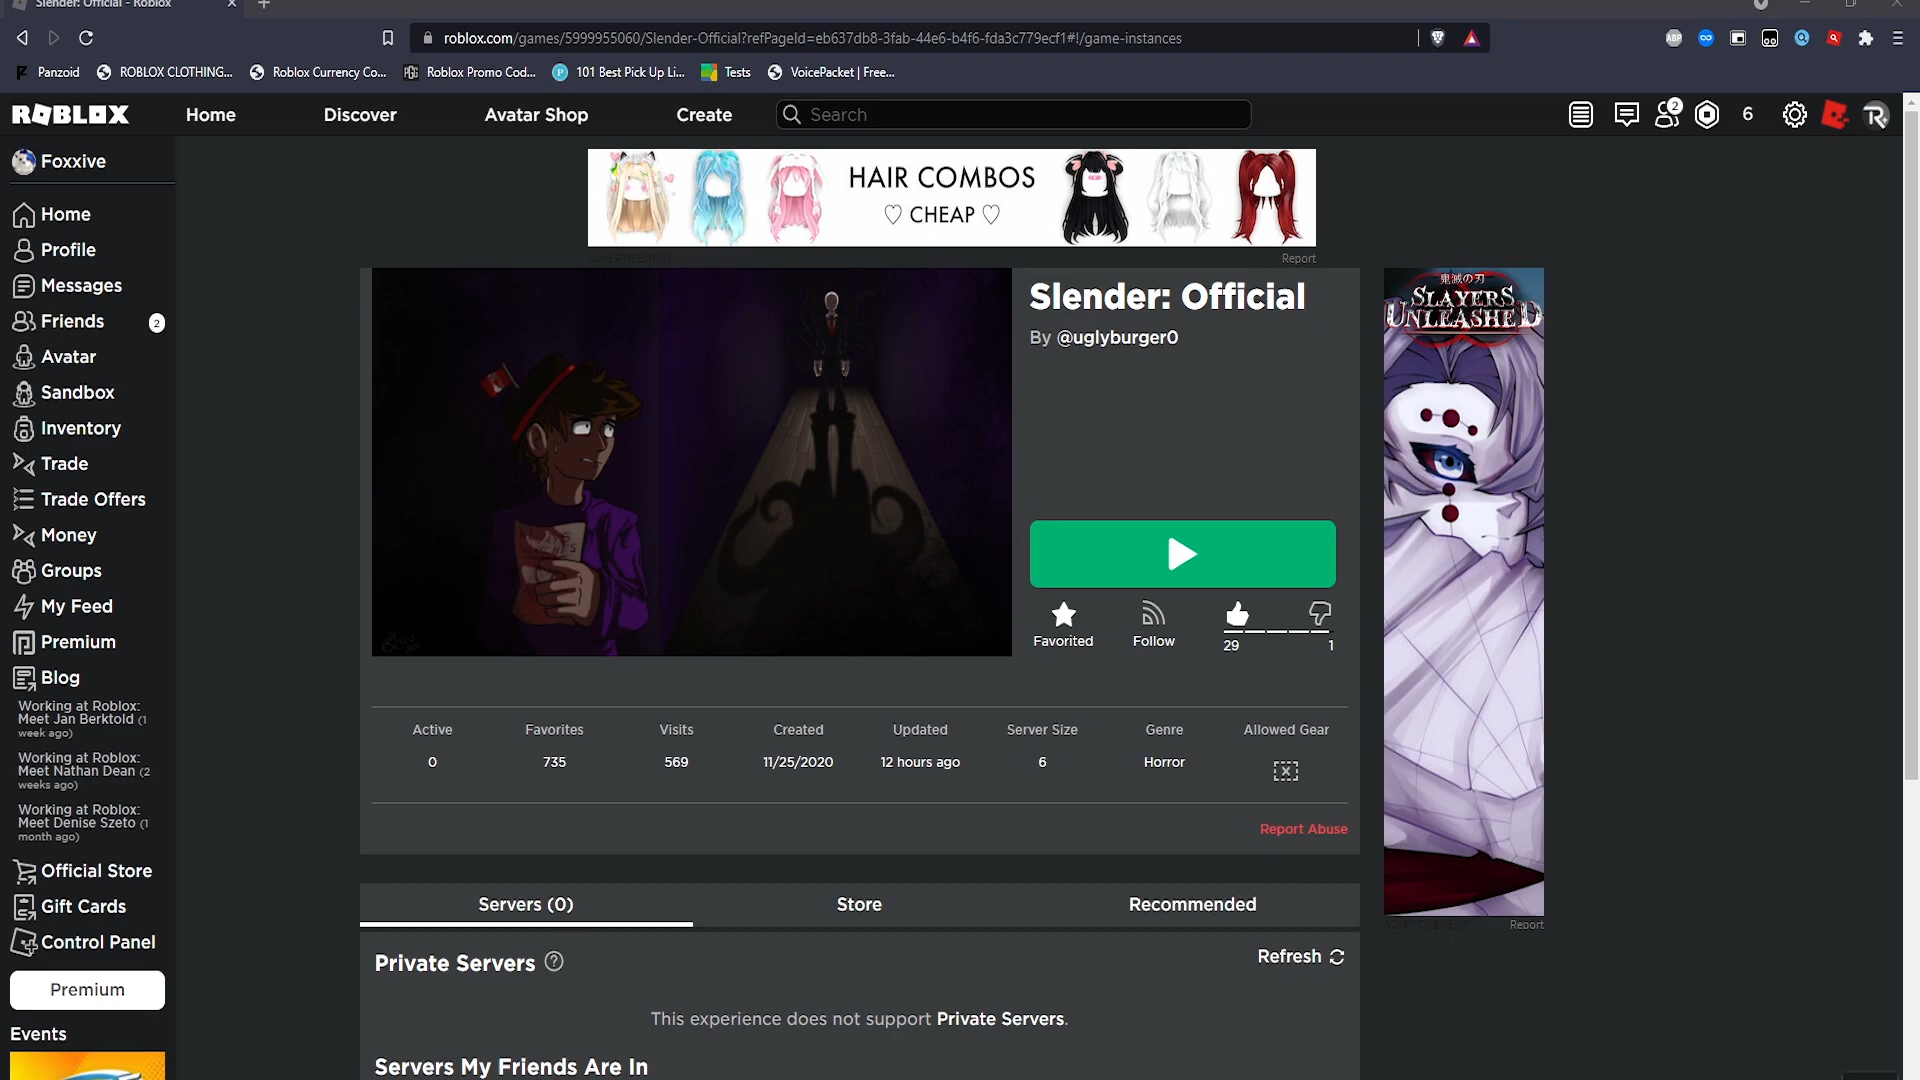 Slender: Official - Roblox
roblox.com/games/5999955060/Slender-Official?refPageId=eb637db8-3fab-44e6-b4f6-fda3c779ecf1#!/game-instances
ABP
Panzoid
ROBLOX CLOTHING...
Roblox Currency Co...
Roblox Promo Cod...
101 Best Pick Up Li...
Tests
VoicePacket | Free...
ROBLOX
Home
Discover
Avatar Shop
Create
Search
2
6
Foxxive
Home
Profile
Messages
Friends
2
Avatar
Sandbox
Inventory
Trade
Trade Offers
Money
Groups
My Feed
Premium
Blog
Working at Roblox:
Meet Jan Berktold (1
week ago)
Working at Roblox:
Meet Nathan Dean (2
weeks ago)
Working at Roblox:
Meet Denise Szeto (1
month ago)
Official Store
Gift Cards
Control Panel
Premium
Events
HAIR COMBOS
♡ CHEAP ♡
ADVERTISEMENT
Report
Slender: Official
By @uglyburger0
Favorited
Follow
29
1
Active
Favorites
Visits
Created
Updated
Server Size
Genre
Allowed Gear
0
735
569
11/25/2020
12 hours ago
6
Horror
Report Abuse
Servers (0)
Store
Recommended
Private Servers
Refresh
This experience does not support Private Servers.
Servers My Friends Are In
鬼滅の刃
SLAYERS
UNLEASHED
ADVERTISEMENT
Report